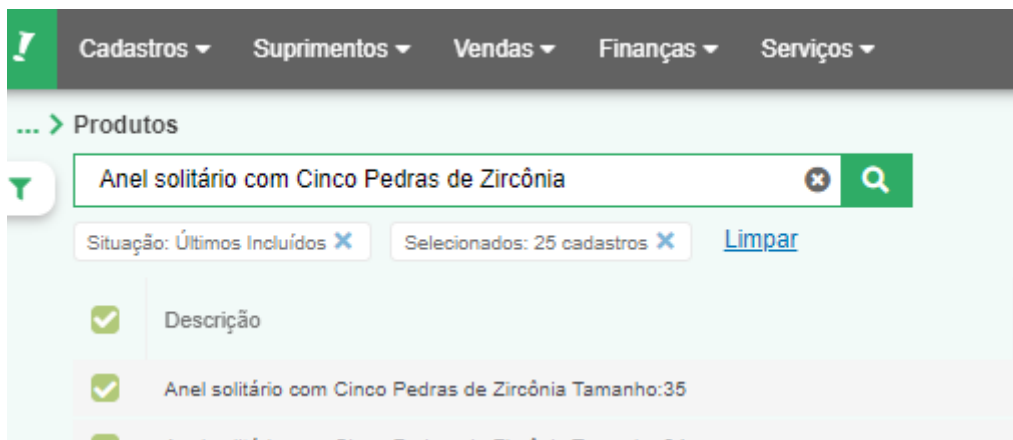 Cadastros Suprimentos Vendas Finanças Serviços
... > Produtos
Anel solitário com Cinco Pedras de Zircônia
Situação: Últimos Incluídos Selecionados: 25 cadastros Limpar
Descrição
Anel solitário com Cinco Pedras de Zircônia Tamanho:35